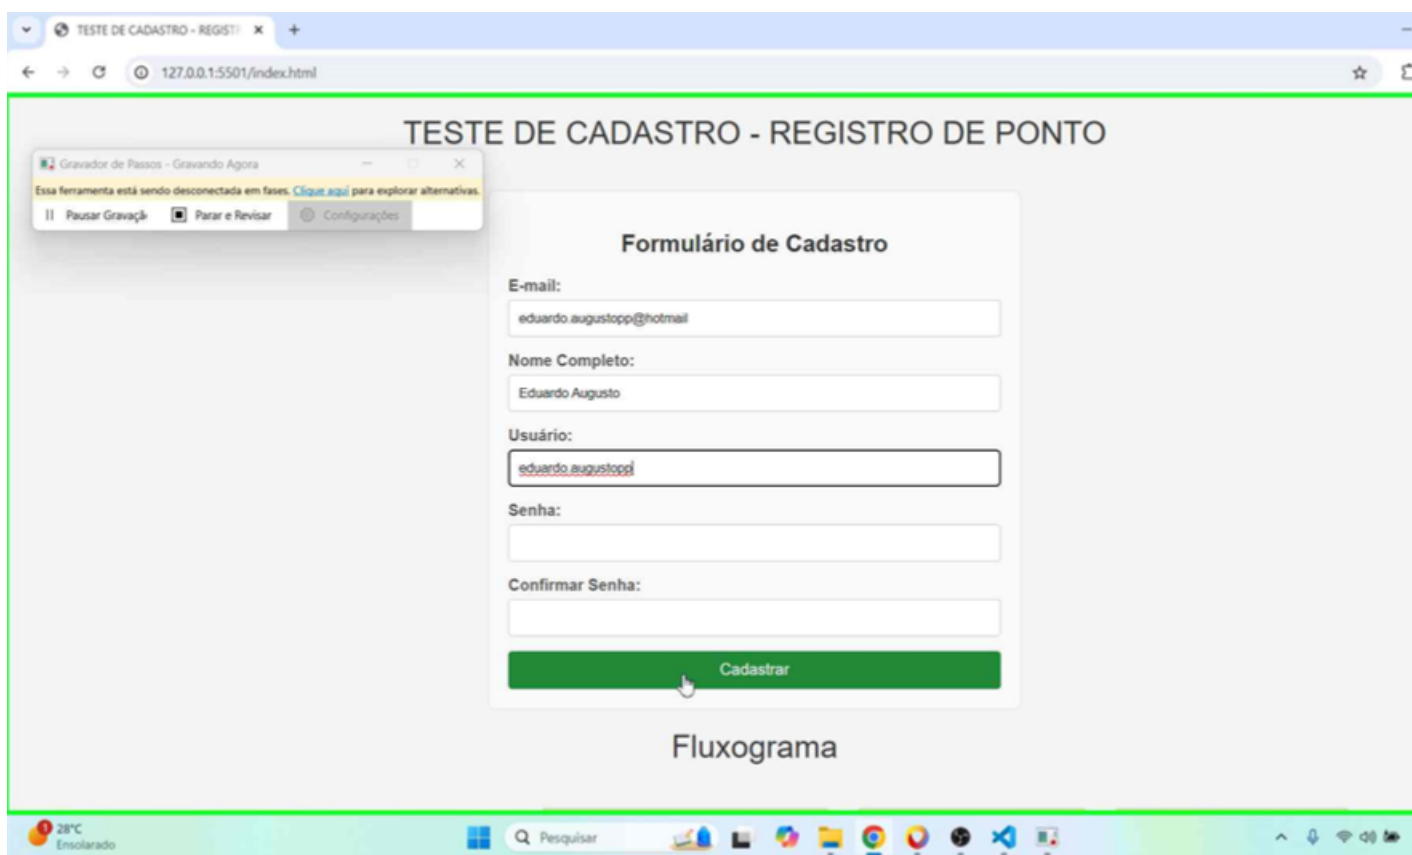 TESTE DE CADASTRO - REGISTR
127.0.0.1:5501/index.html
TESTE DE CADASTRO - REGISTRO DE PONTO
Gravador de Passos - Gravando Agora
Essa ferramenta está sendo desconectada em fases. Clique aqui para explorar alternativas.
Pausar Gravaçã Parar e Revisar Configurações
Formulário de Cadastro
E-mail:
eduardo.augustopp@hotmail
Nome Completo:
Eduardo Augusto
Usuário:
eduardo.augustopp
Senha:
Confirmar Senha:
Cadastrar
Fluxograma
1
28°C
Ensolarado
Pesquisar